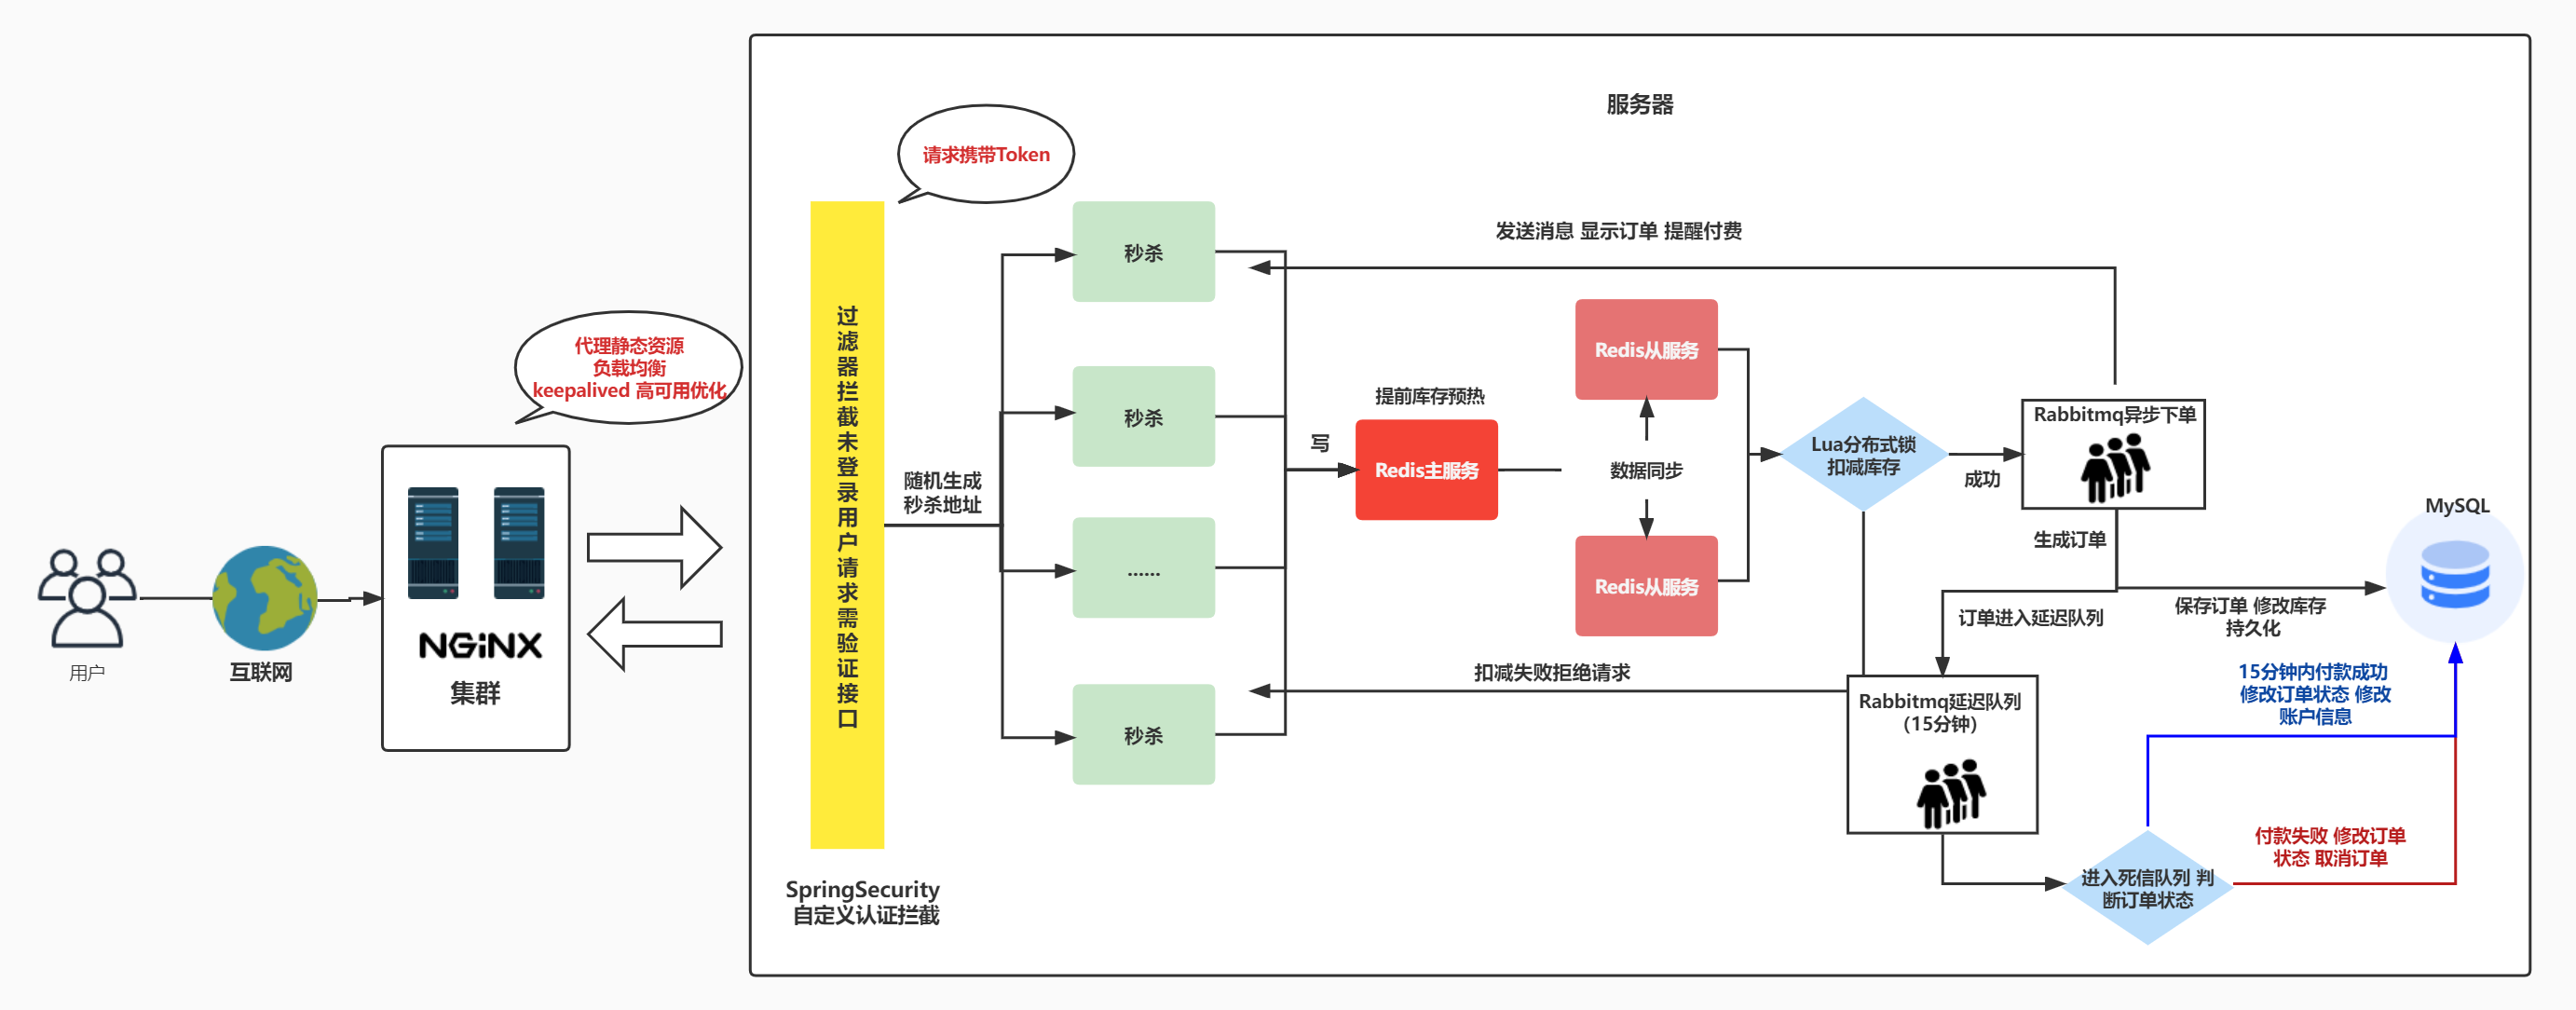 服务器
请求携带Token
代理静态资源
负载均衡
keepalived 高可用优化
用户
互联网
NGINX
集群
过滤器拦截未登录用户请求需验证接口
SpringSecurity
自定义认证拦截
随机生成
秒杀地址
秒杀
秒杀
......
秒杀
写
提前库存预热
Redis主服务
Redis从服务
数据同步
Redis从服务
发送消息 显示订单 提醒付费
Lua分布式锁
扣减库存
成功
Rabbitmq异步下单
生成订单
MySQL
保存订单 修改库存
持久化
订单进入延迟队列
扣减失败拒绝请求
Rabbitmq延迟队列
（15分钟）
15分钟内付款成功
修改订单状态 修改
账户信息
付款失败 修改订单
状态 取消订单
进入死信队列 判
断订单状态